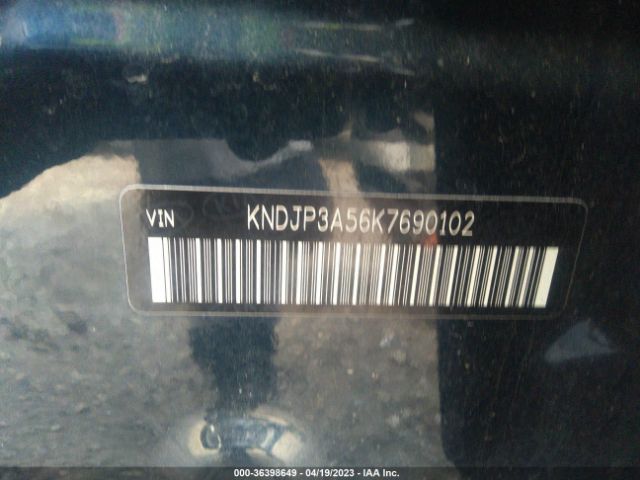 VIN KNDJP3A56K7690102
000-36398649 - 04/19/2023 - IAA Inc.